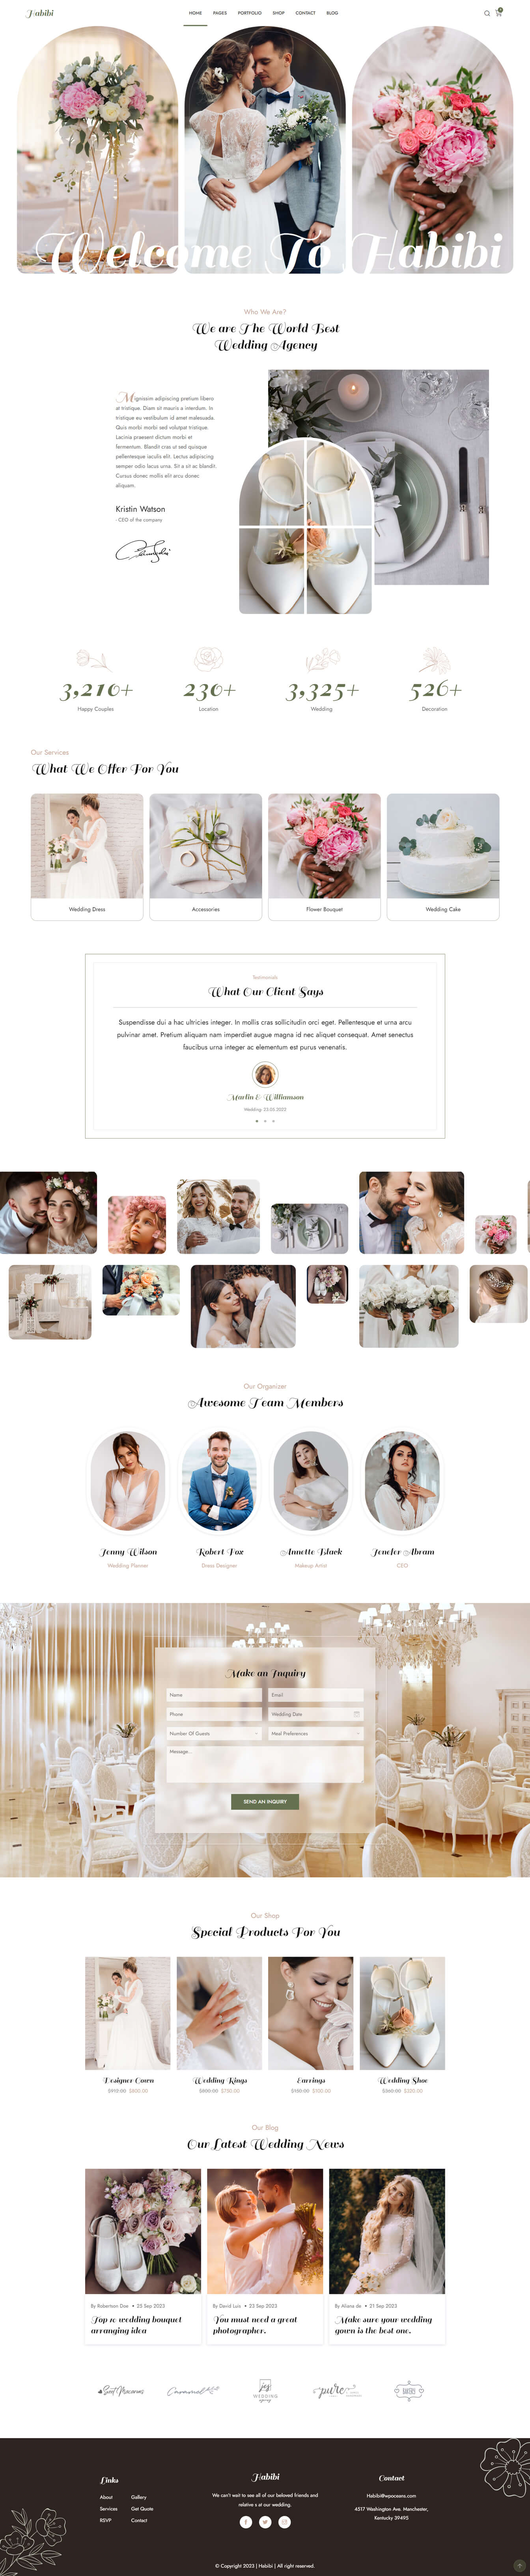 Habibi
HOME PAGES PORTFOLIO SHOP CONTACT BLOG
Welcome To Habibi
Who We Are?
We are The World Best
Wedding Agency
Mignissim adipiscing pretium libero
at tristique. Diam sit mauris a interdum. In
tristique eu vestibulum id amet malesuada.
Quis morbi morbi sed volutpat tristique
Lacinia praesent dictum morbi et
fermentum. Blandit cras ut sed quisque
pellentesque iaculis elit. Lectus adipiscing
semper odio lacus urna. Sit a sit ac blandit.
Cursus donec mollis elit arcu donec
aliquam.
Kristin Watson
- CEO of the company
3,210+
Happy Couples
230+
Location
3,325+
Wedding
526+
Decoration
Our Services
What We Offer For You
Wedding Dress
Accessories
Flower Bouquet
Wedding Cake
Testimonials
What Our Client Says
Suspendisse dui a hac ultricies integer. In mollis cras sollicitudin orci eget. Pellentesque et urna arcu
pulvinar amet. Pretium aliquam nam imperdiet augue magna id nec aliquet consequat. Amet senectus
faucibus urna integer ac elementum est purus venenatis.
Marlin & Williamson
Wedding: 23.03.2023
Our Organizer
Awesome Team Members
Jenny Wilson
Wedding Planner
Robert Fox
Dress Designer
Annette Black
Makeup Artist
Jenefer Abram
CEO
Make an Inquiry
Name
Email
Phone
Wedding Date
Number Of Guests
Meal Preferences
Message...
SEND AN INQUIRY
Our Shop
Special Products For You
Designer Gown
$910.00 $800.00
Wedding Rings
$800.00 $750.00
Earrings
$150.00 $100.00
Wedding Shoe
$360.00 $320.00
Our Blog
Our Latest Wedding News
By Robertson Doe • 25 Sep 2023
Top 10 wedding bouquet
arranging idea
By David Luis • 23 Sep 2023
You must need a great
photographer.
By Aliana de • 21 Sep 2023
Make sure your wedding
gown is the best one.
Sweet Macarons
Caramel
WEDDING
pure
BAKERY
Links
About
Gallery
Services
Get Quote
RSVP
Contact
Habibi
We can't wait to see all of our beloved friends and
relative s at our wedding.
Contact
Habibi@wpoceans.com
4517 Washington Ave. Manchester,
Kentucky 39495
© Copyright 2023 | Habibi | All right reserved.